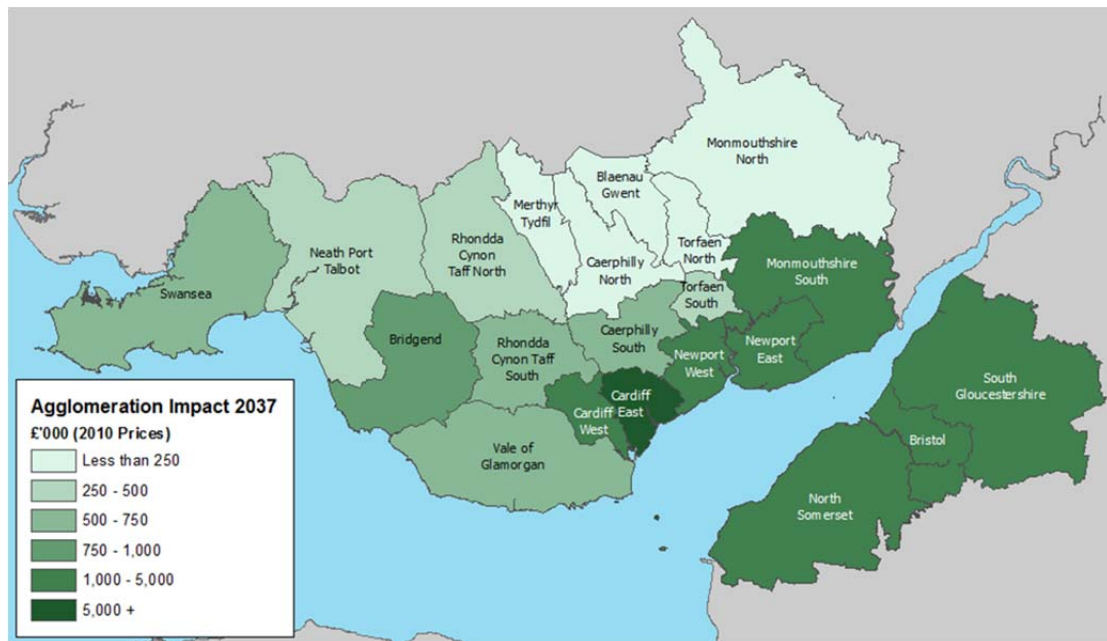 Monmouthshire
North
Blaenau
Gwent
Merthyr
Tydfil
Rhondda
Cynon
Taff North
Neath Port
Talbot
Torfaen
North
Caerphilly
North
Monmouthshire
South
Swansea
Torfaen
South
Bridgend
Caerphilly
South
Rhondda
Cynon Taff
South
Newport
West
Newport
East
South
Gloucestershire
Cardiff
East
Cardiff
West
Bristol
Vale of
Glamorgan
North
Somerset
Agglomeration Impact 2037
£'000 (2010 Prices)
Less than 250
250 - 500
500 - 750
750 - 1,000
1,000 - 5,000
5,000 +